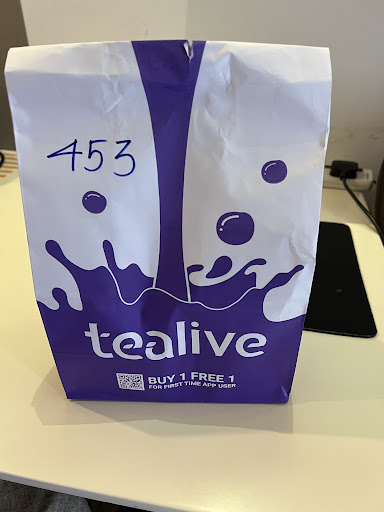 453
tealive
BUY 1 FREE 1
FOR FIRST TIME APP USER